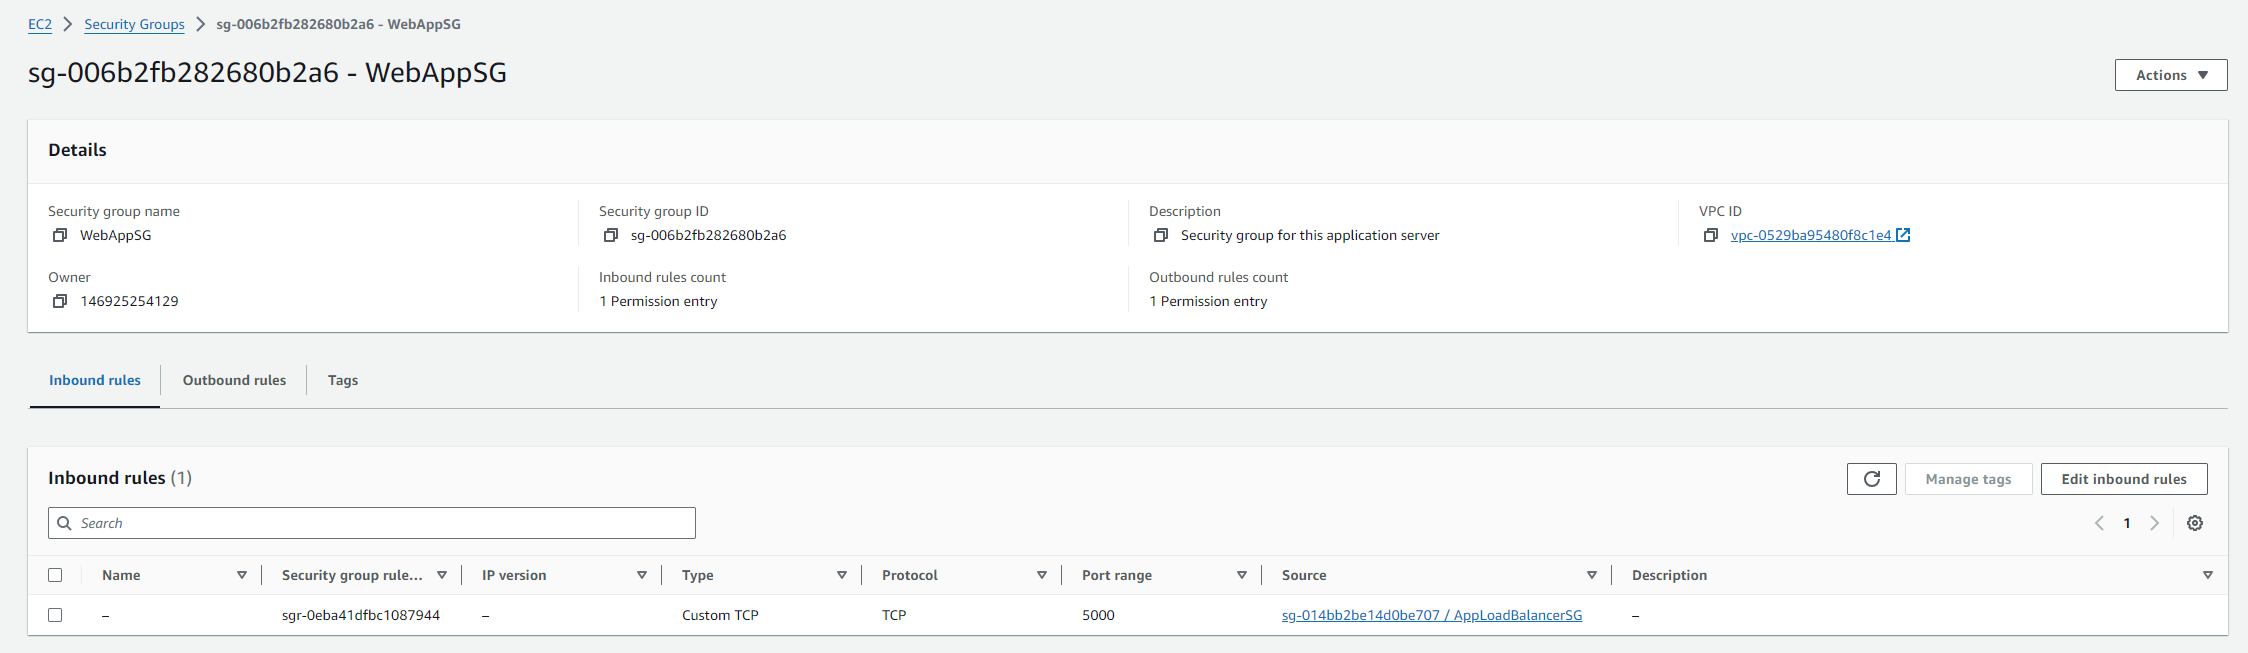 EC2 > Security Groups > sg-006b2fb282680b2a6 - WebAppSG
sg-006b2fb282680b2a6 - WebAppSG
Actions
Details
Security group name Security group ID Description VPC ID
WebAppSG sg-006b2fb282680b2a6 Security group for this application server vpc-0529ba95480f8c1e4
Owner Inbound rules count Outbound rules count
146925254129 1 Permission entry 1 Permission entry
Inbound rules Outbound rules Tags
Inbound rules (1) Manage tags Edit inbound rules
Search 1
Name Security group rule... IP version Type Protocol Port range Source Description
– sgr-0eba41dfbc1087944 – Custom TCP TCP 5000 sg-014bb2be14d0be707 / AppLoadBalancerSG –